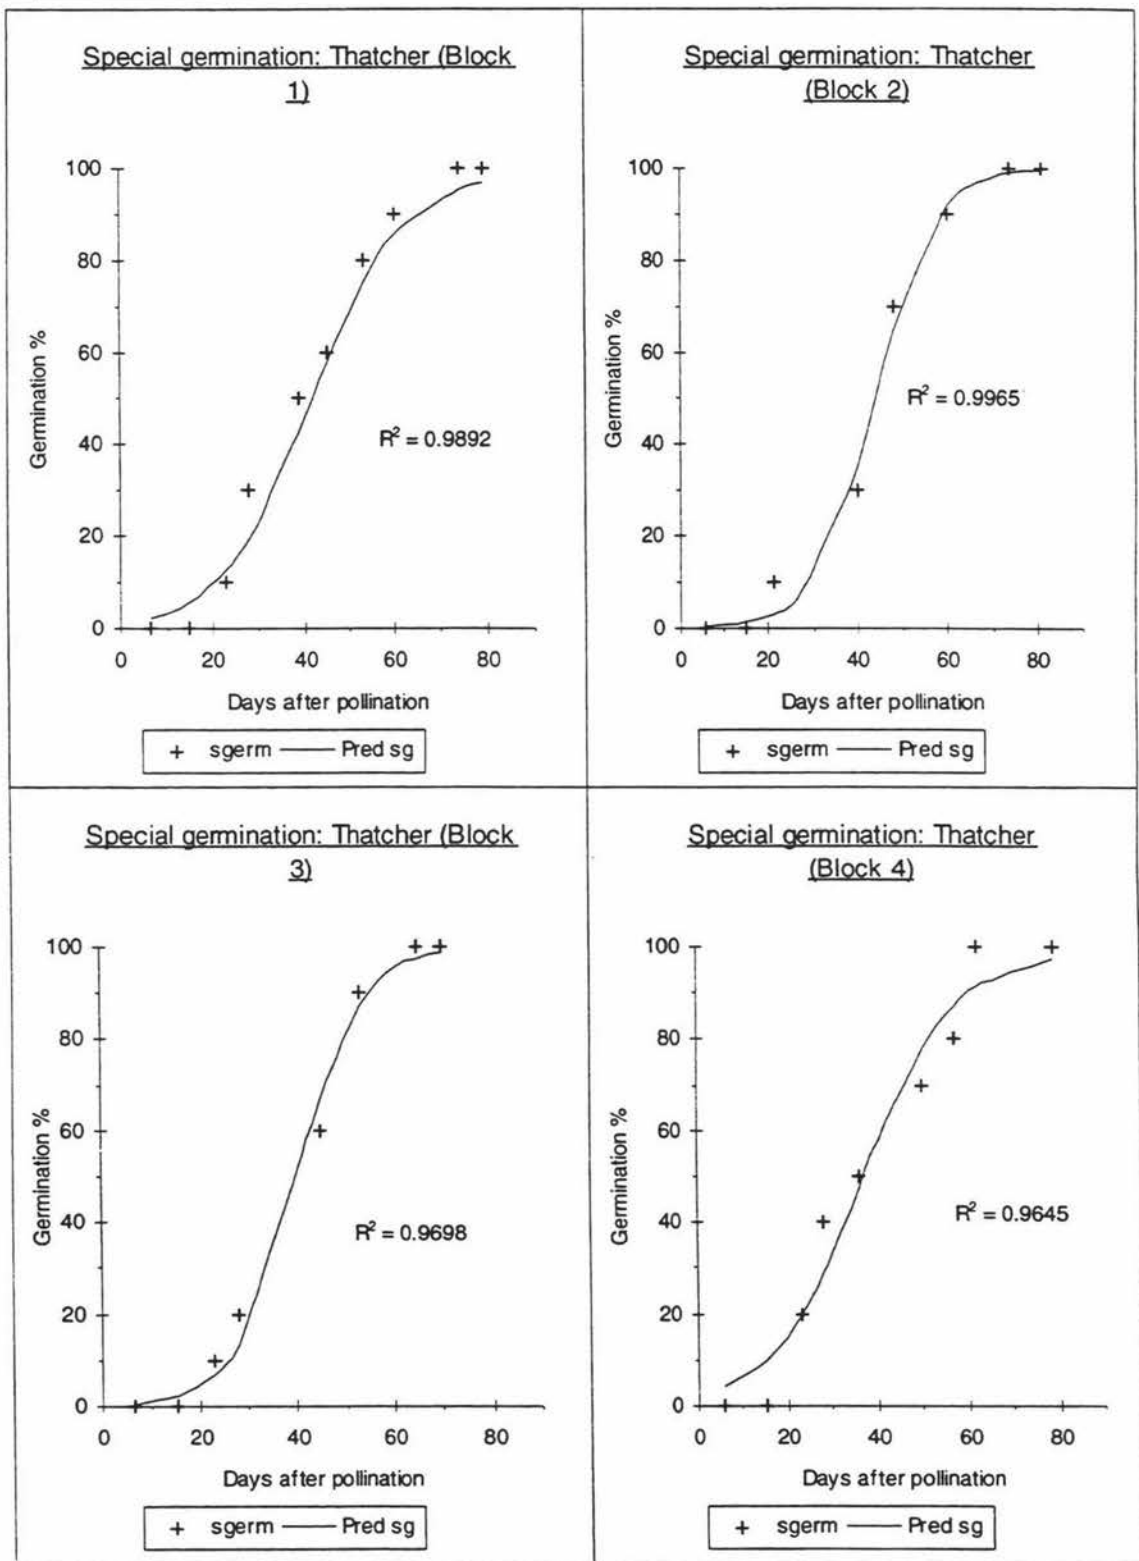 Special germination: Thatcher (Block
1)
100
80
60
40
20
0
Germination %
R² = 0.9892
0 20 40 60 80
Days after pollination
+ sgerm —— Pred sg
Special germination: Thatcher
(Block 2)
100
80
60
40
20
0
Germination %
R² = 0.9965
0 20 40 60 80
Days after pollination
+ sgerm —— Pred sg
Special germination: Thatcher (Block
3)
100
80
60
40
20
0
Germination %
R² = 0.9698
0 20 40 60 80
Days after pollination
+ sgerm —— Pred sg
Special germination: Thatcher
(Block 4)
100
80
60
40
20
0
Germination %
R² = 0.9645
0 20 40 60 80
Days after pollination
+ sgerm —— Pred sg